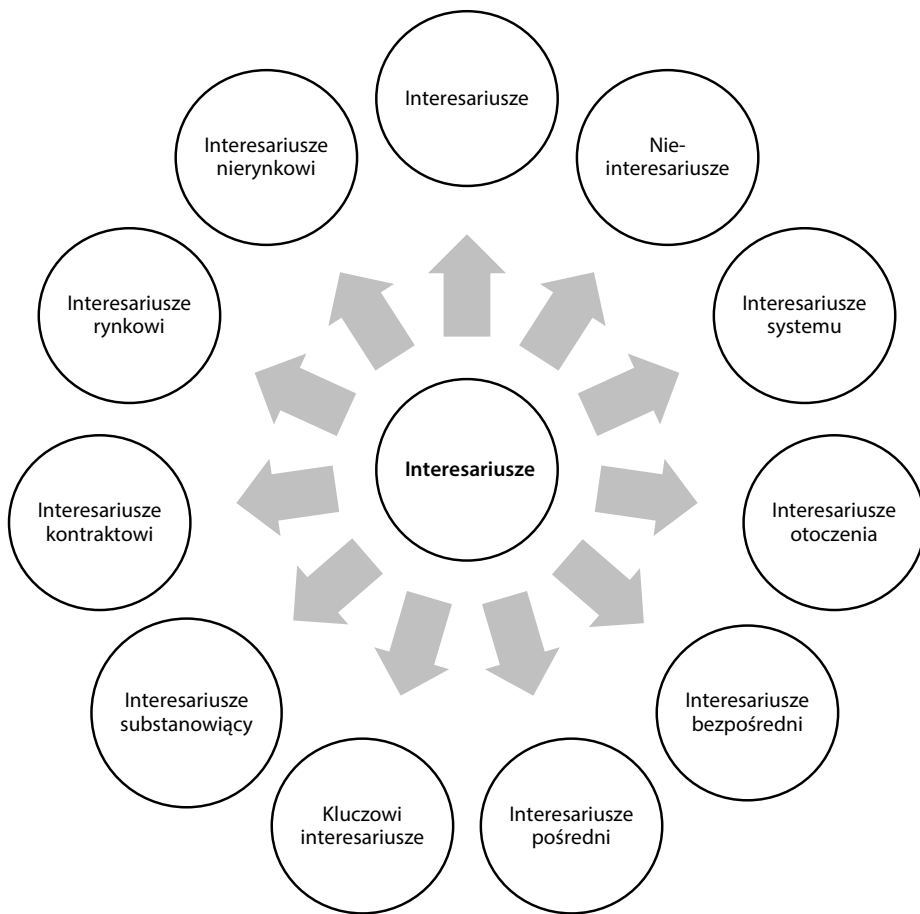 Interesariusze
Nie-
interesariusze
Interesariusze
systemu
Interesariusze
otoczenia
Interesariusze
bezpośredni
Interesariusze
pośredni
Kluczowi
interesariusze
Interesariusze
substanowiący
Interesariusze
kontraktowi
Interesariusze
rynkowi
Interesariusze
nierynkowi
Interesariusze